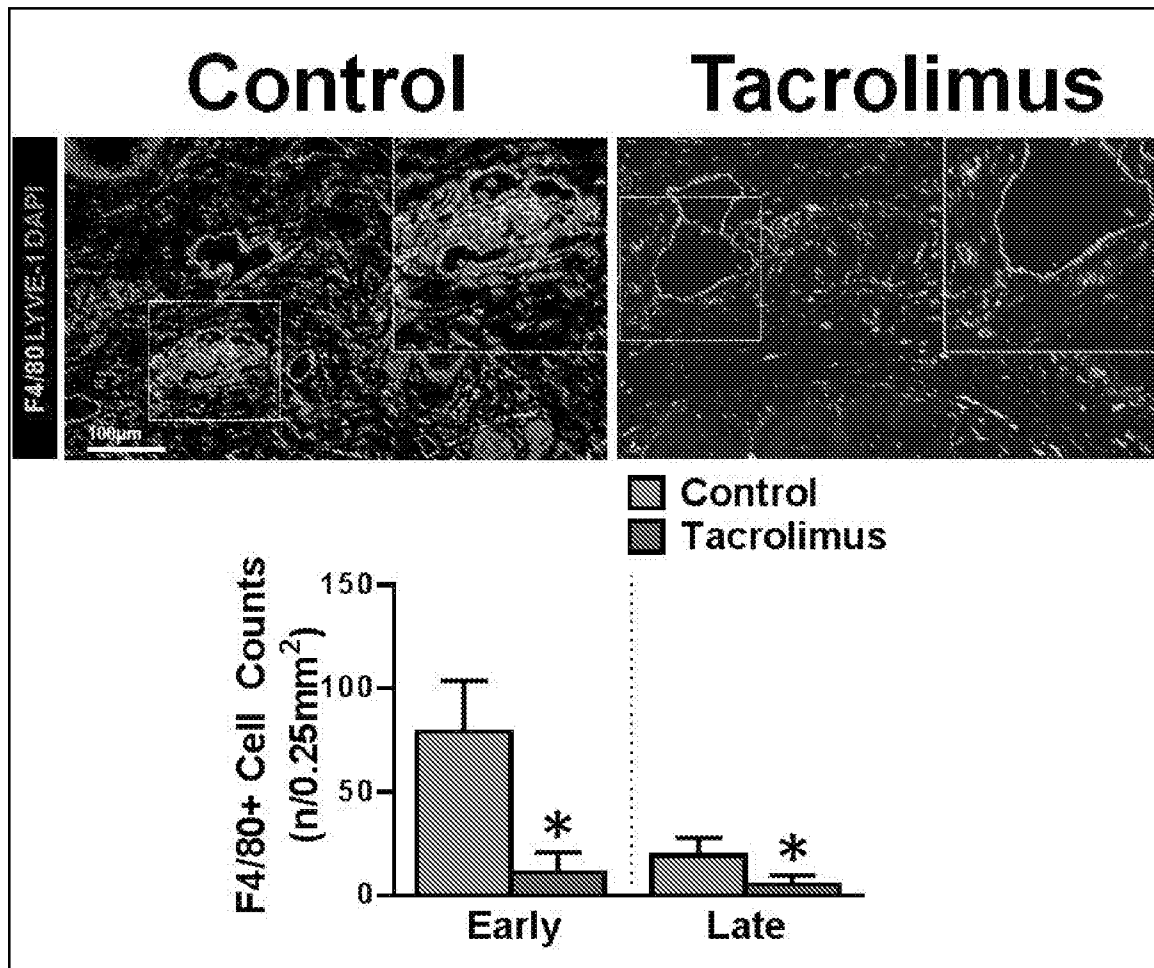 Control
Tacrolimus
F4/80 LYVE-1 DAPI
100µm
Control
Tacrolimus
F4/80+ Cell Counts
(n/0.25mm²)
150
100
50
0
*
*
Early
Late